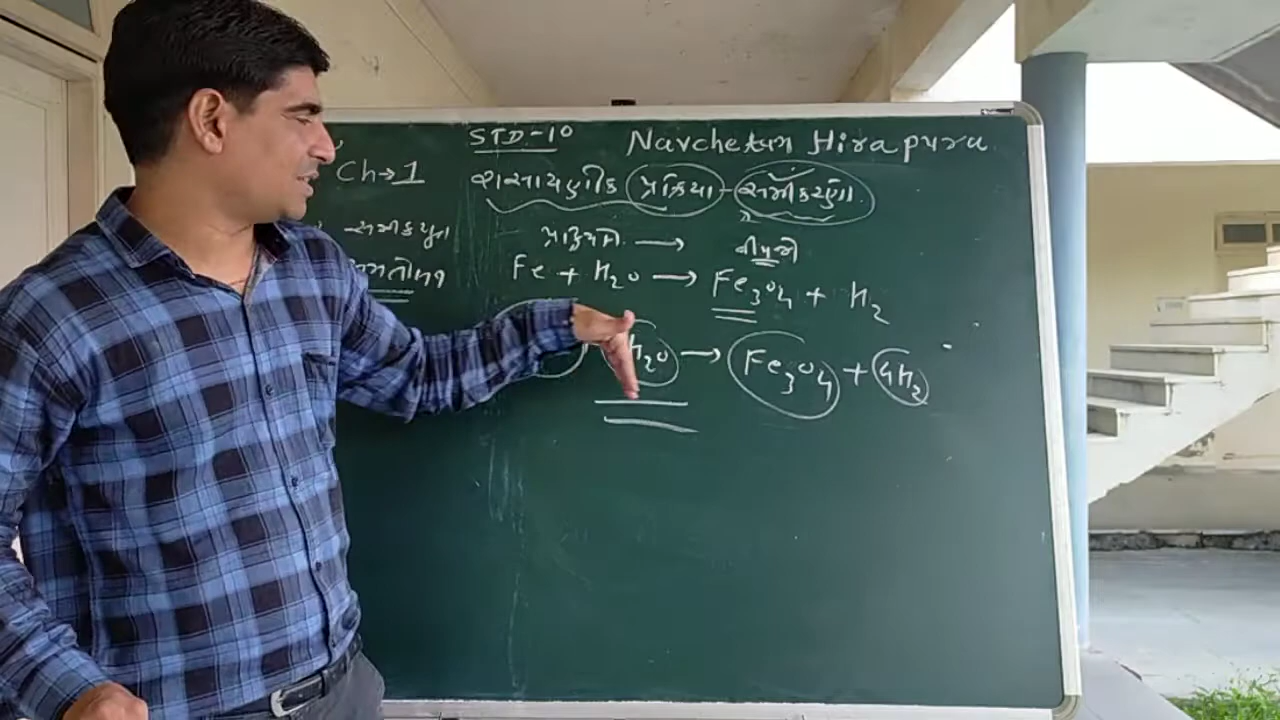 STD-10 Navchetan Hirapura
Ch→1 રાસાયણીક પ્રક્રિયા - સમીકરણો
સમીકરણ
પ્રક્રિયકો → નીપજો
Fe + H₂O → Fe₃O₄ + H₂
H₂O → Fe₃O₄ + 4H₂